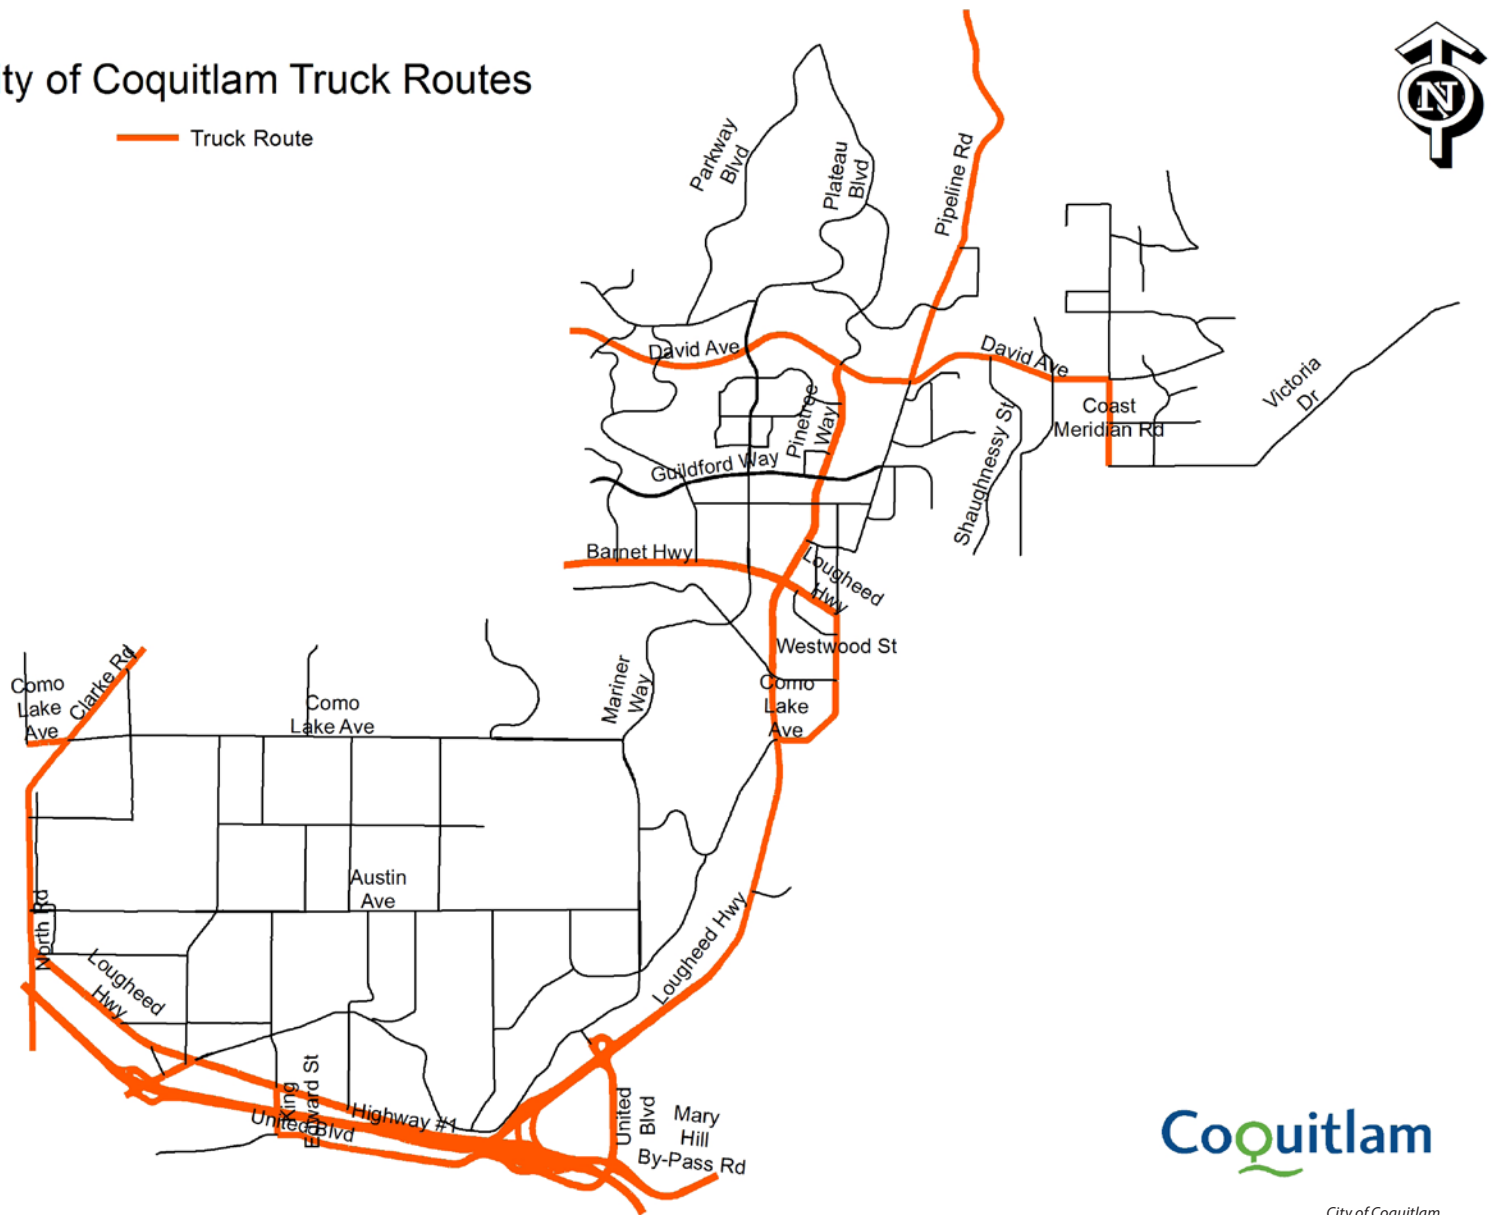 ty of Coquitlam Truck Routes
Truck Route
N
Parkway
Blvd
Plateau
Blvd
Pipeline Rd
David Ave
David Ave
Pinetree
Way
Coast
Meridian Rd
Victoria
Dr
Guildford Way
Shaughnessy St
Barnet Hwy
Lougheed
Hwy
Westwood St
Mariner
Way
Como
Lake
Ave
Clarke Rd
Como
Lake Ave
Como
Lake
Ave
Austin
Ave
North Rd
Lougheed
Hwy
Lougheed Hwy
King
Edward St
Highway #1
United Blvd
United
Blvd
Mary
Hill
By-Pass Rd
Coquitlam
City of Coquitlam